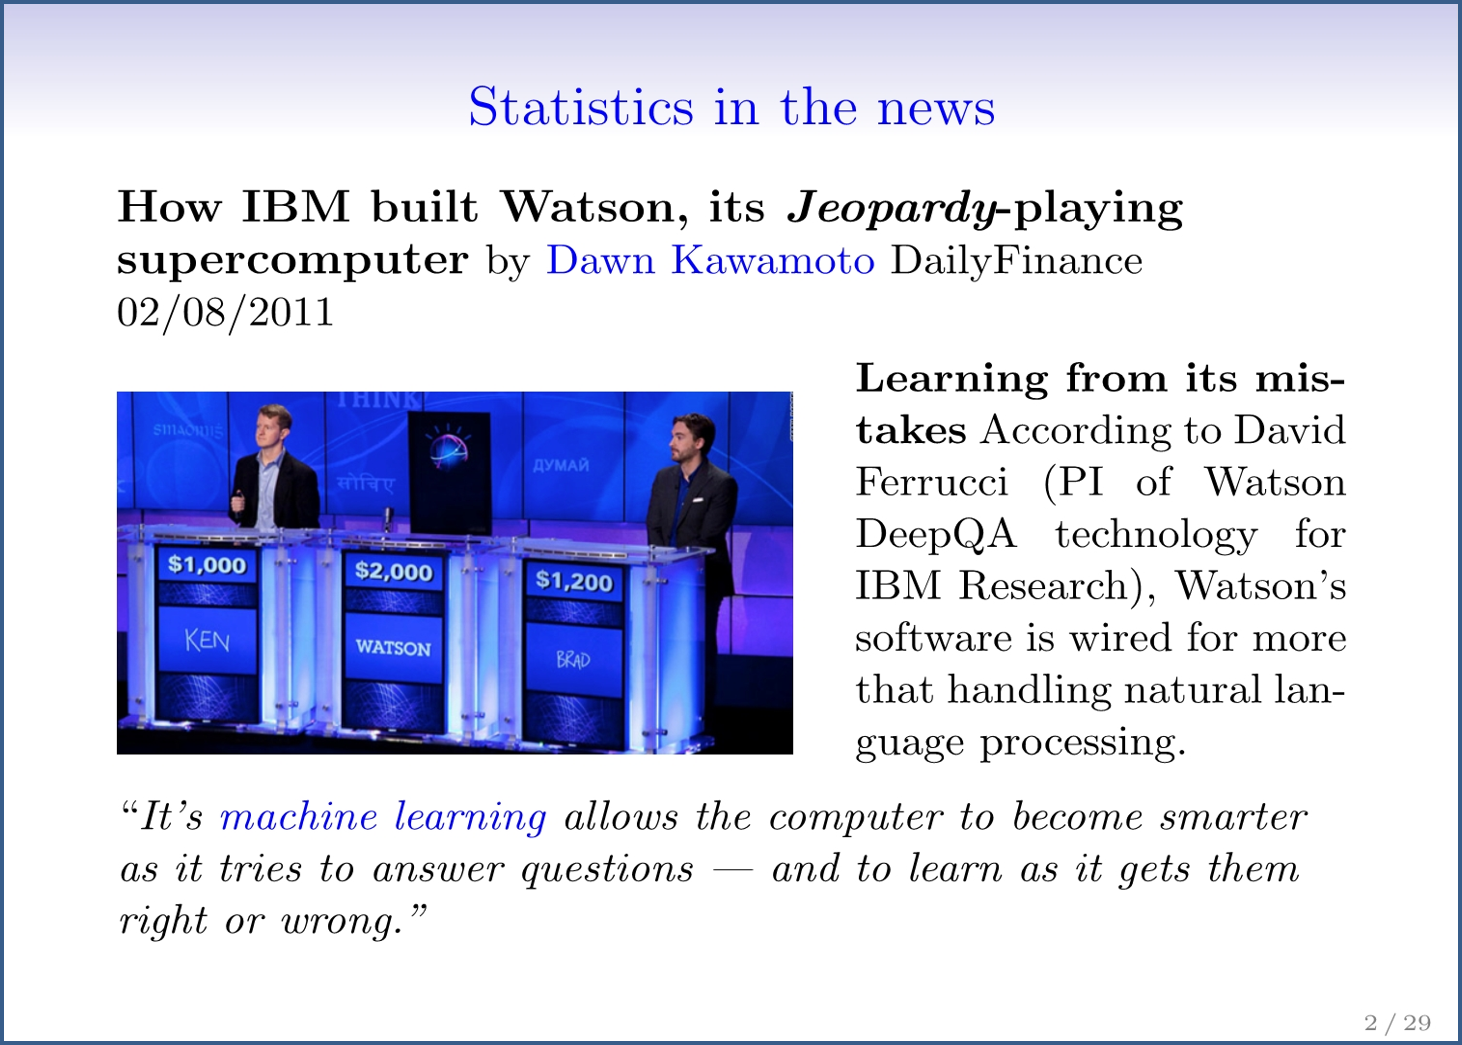 Statistics in the news
How IBM built Watson, its Jeopardy-playing
supercomputer by Dawn Kawamoto DailyFinance
02/08/2011
THINK
ДУМАЙ
सोचिए
$1,000
$2,000
$1,200
KEN
WATSON
BRAD
Learning from its mis-
takes According to David
Ferrucci (PI of Watson
DeepQA technology for
IBM Research), Watson's
software is wired for more
that handling natural lan-
guage processing.
“It's machine learning allows the computer to become smarter
as it tries to answer questions — and to learn as it gets them
right or wrong.”
2 / 29